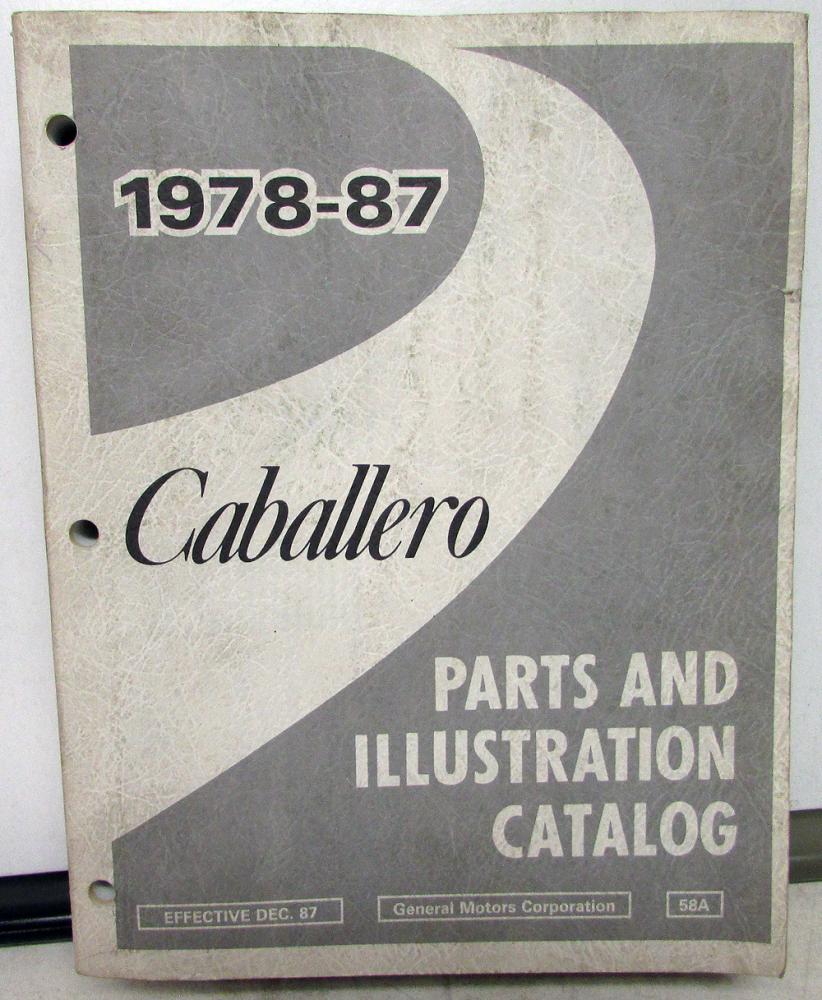 1978-87
Caballero
PARTS AND
ILLUSTRATION
CATALOG
EFFECTIVE DEC. 87
General Motors Corporation
58A